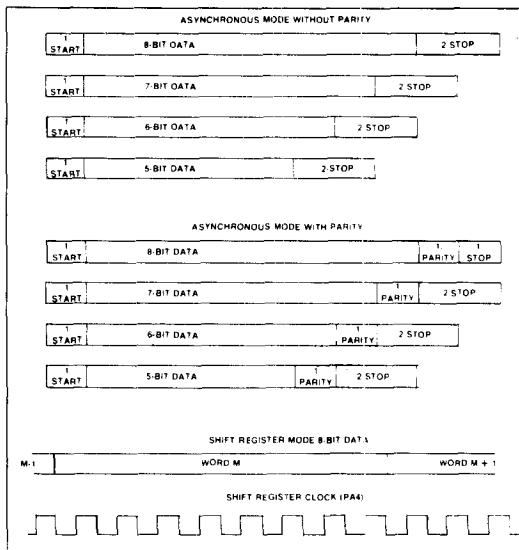 ASYNCHRONOUS MODE WITHOUT PARITY
1 START 8-BIT DATA 2 STOP
1 START 7-BIT DATA 2 STOP
1 START 6-BIT DATA 2 STOP
1 START 5-BIT DATA 2-STOP
ASYNCHRONOUS MODE WITH PARITY
1 START 8-BIT DATA 1 PARITY 1 STOP
1 START 7-BIT DATA 1 PARITY 2 STOP
1 START 6-BIT DATA 1 PARITY 2 STOP
1 START 5-BIT DATA 1 PARITY 2 STOP
SHIFT REGISTER MODE 8-BIT DATA
M-1 WORD M WORD M + 1
SHIFT REGISTER CLOCK (PA4)